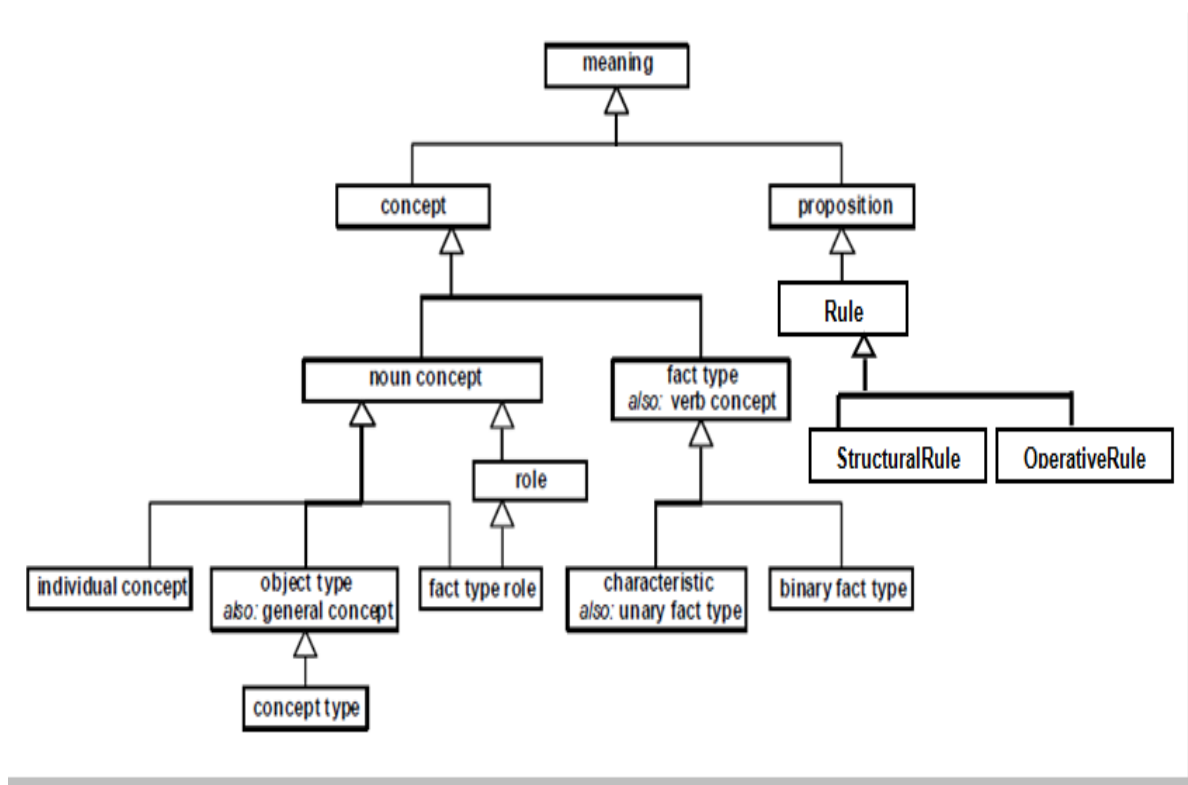 meaning
concept
proposition
Rule
noun concept
fact type
also: verb concept
StructuralRule
OperativeRule
role
individual concept
object type
also: general concept
fact type role
characteristic
also: unary fact type
binary fact type
concept type